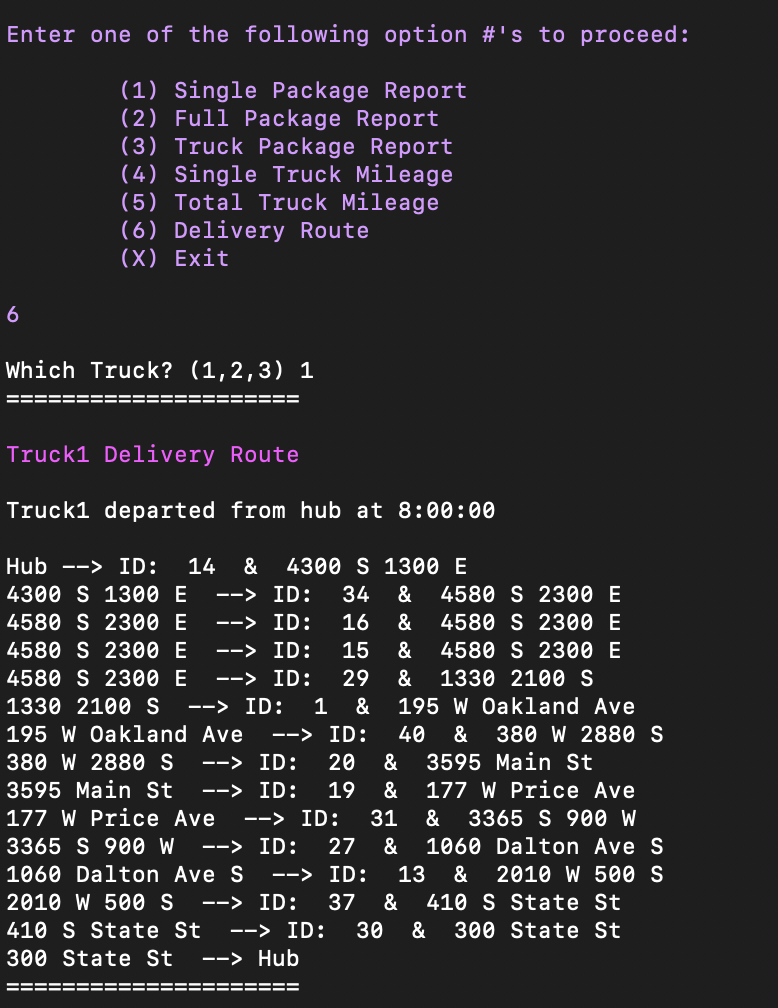 Enter one of the following option #'s to proceed:
(1) Single Package Report
(2) Full Package Report
(3) Truck Package Report
(4) Single Truck Mileage
(5) Total Truck Mileage
(6) Delivery Route
(X) Exit
6
Which Truck? (1,2,3) 1
=====================
Truck1 Delivery Route
Truck1 departed from hub at 8:00:00
Hub --> ID:  14  &  4300 S 1300 E
4300 S 1300 E  --> ID:  34  &  4580 S 2300 E
4580 S 2300 E  --> ID:  16  &  4580 S 2300 E
4580 S 2300 E  --> ID:  15  &  4580 S 2300 E
4580 S 2300 E  --> ID:  29  &  1330 2100 S
1330 2100 S  --> ID:  1  &  195 W Oakland Ave
195 W Oakland Ave  --> ID:  40  &  380 W 2880 S
380 W 2880 S  --> ID:  20  &  3595 Main St
3595 Main St  --> ID:  19  &  177 W Price Ave
177 W Price Ave  --> ID:  31  &  3365 S 900 W
3365 S 900 W  --> ID:  27  &  1060 Dalton Ave S
1060 Dalton Ave S  --> ID:  13  &  2010 W 500 S
2010 W 500 S  --> ID:  37  &  410 S State St
410 S State St  --> ID:  30  &  300 State St
300 State St  --> Hub
=====================